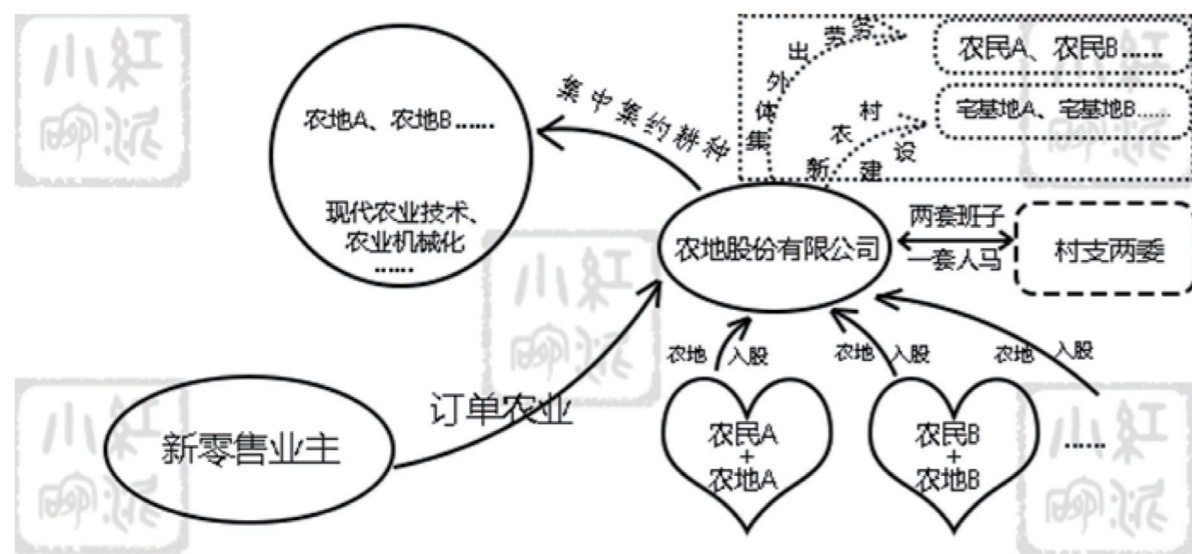 小紅
聊派
集体外出劳务
农民A、农民B……
新农村建设
宅基地A、宅基地B……
农地A、农地B……
现代农业技术、
农业机械化
……
集中集约耕种
农地股份有限公司
两套班子
一套人马
村支两委
农地 入股
农地 入股
农地 入股
订单农业
新零售业主
农民A
+
农地A
农民B
+
农地B
……